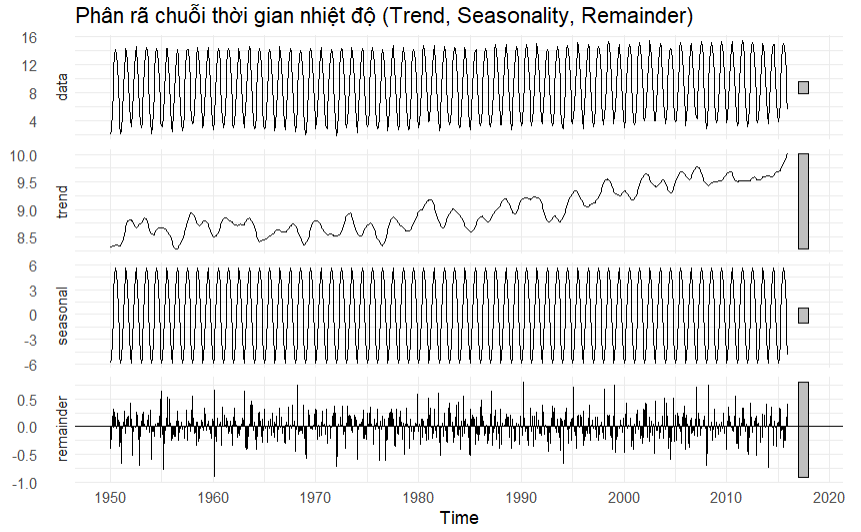 Phân rã chuỗi thời gian nhiệt độ (Trend, Seasonality, Remainder)
16
12
8
4
data
10.0
9.5
9.0
8.5
trend
6
3
0
-3
-6
seasonal
0.5
0.0
-0.5
-1.0
remainder
1950 1960 1970 1980 1990 2000 2010 2020
Time